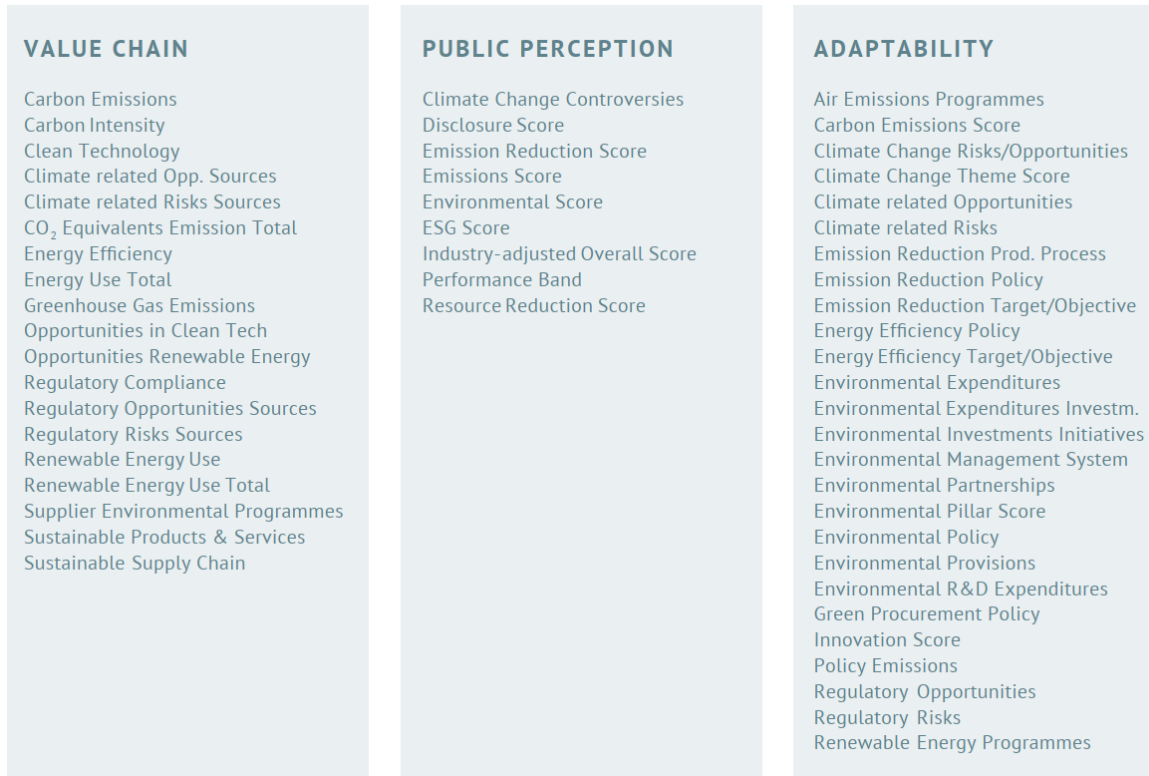 VALUE CHAIN
Carbon Emissions
Carbon Intensity
Clean Technology
Climate related Opp. Sources
Climate related Risks Sources
CO₂ Equivalents Emission Total
Energy Efficiency
Energy Use Total
Greenhouse Gas Emissions
Opportunities in Clean Tech
Opportunities Renewable Energy
Regulatory Compliance
Regulatory Opportunities Sources
Regulatory Risks Sources
Renewable Energy Use
Renewable Energy Use Total
Supplier Environmental Programmes
Sustainable Products & Services
Sustainable Supply Chain
PUBLIC PERCEPTION
Climate Change Controversies
Disclosure Score
Emission Reduction Score
Emissions Score
Environmental Score
ESG Score
Industry-adjusted Overall Score
Performance Band
Resource Reduction Score
ADAPTABILITY
Air Emissions Programmes
Carbon Emissions Score
Climate Change Risks/Opportunities
Climate Change Theme Score
Climate related Opportunities
Climate related Risks
Emission Reduction Prod. Process
Emission Reduction Policy
Emission Reduction Target/Objective
Energy Efficiency Policy
Energy Efficiency Target/Objective
Environmental Expenditures
Environmental Expenditures Investm.
Environmental Investments Initiatives
Environmental Management System
Environmental Partnerships
Environmental Pillar Score
Environmental Policy
Environmental Provisions
Environmental R&D Expenditures
Green Procurement Policy
Innovation Score
Policy Emissions
Regulatory Opportunities
Regulatory Risks
Renewable Energy Programmes